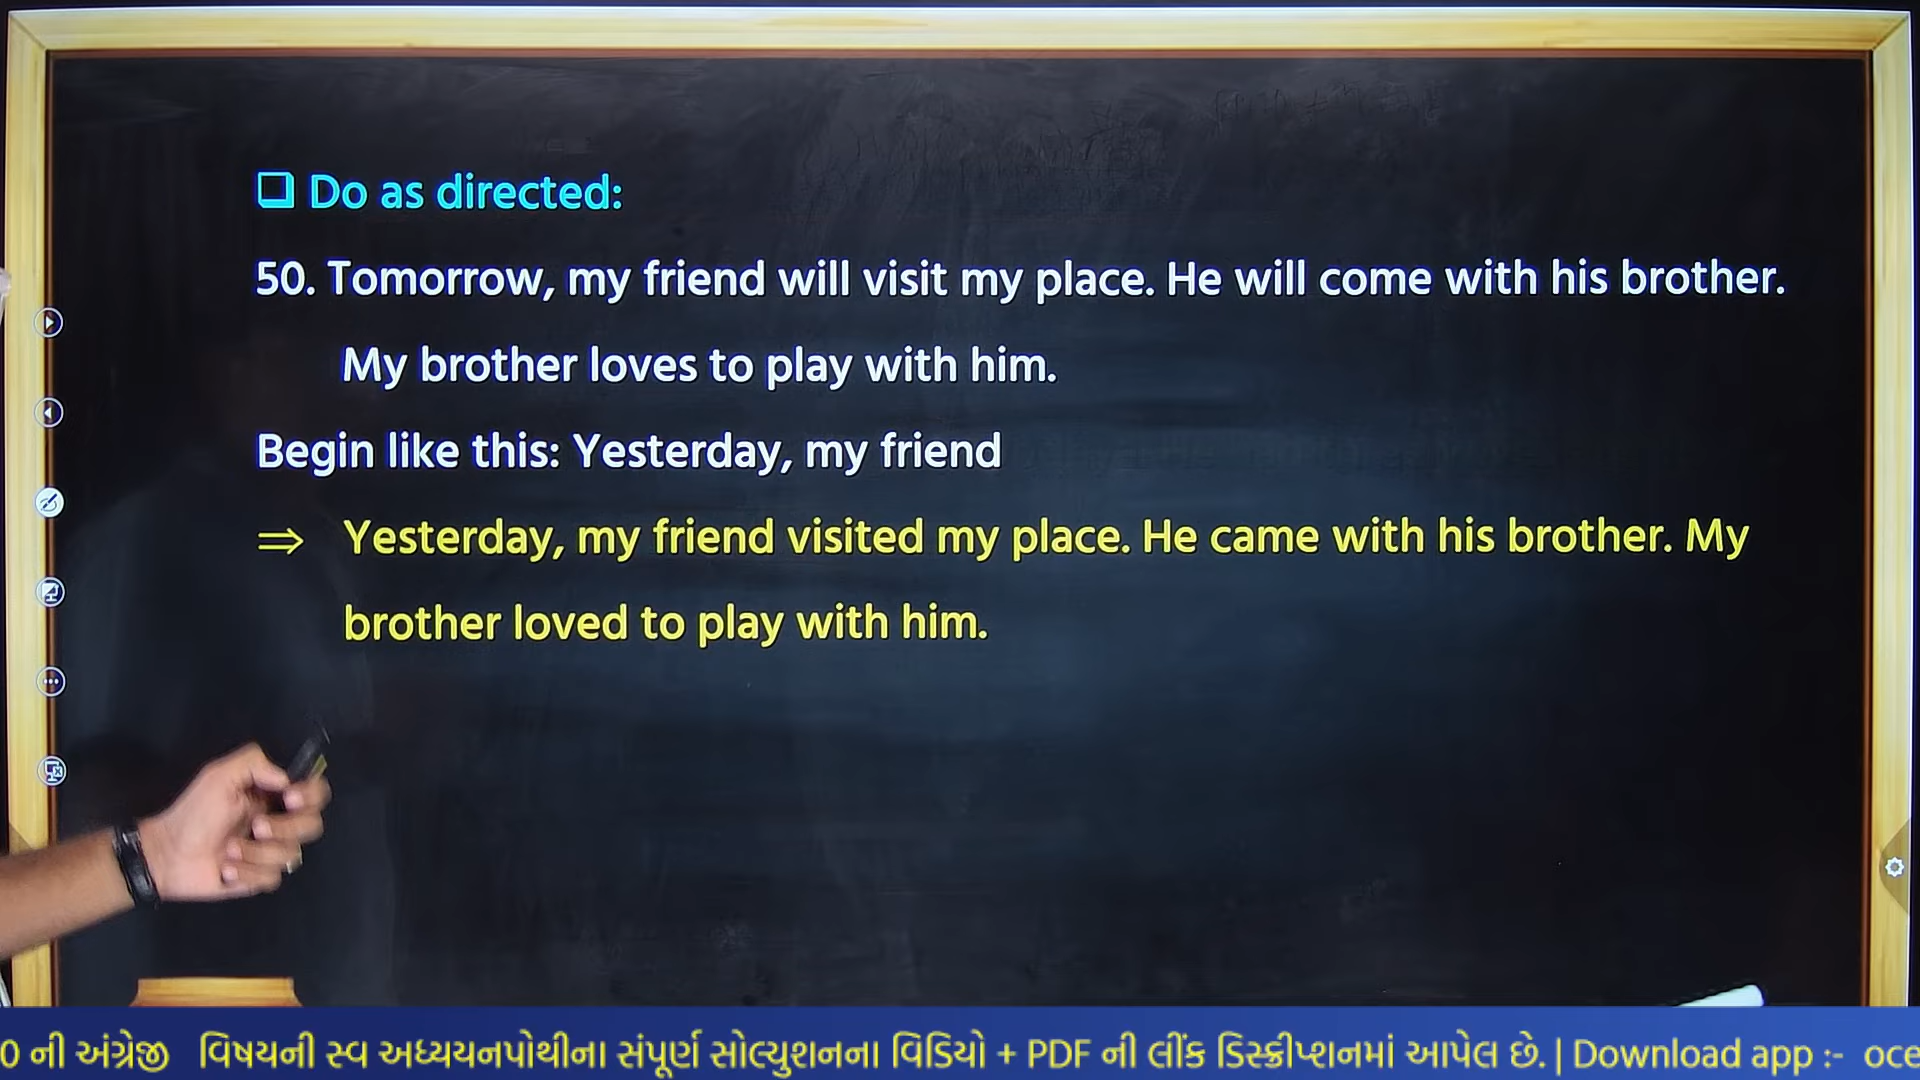 ❑ Do as directed:
50. Tomorrow, my friend will visit my place. He will come with his brother.
My brother loves to play with him.
Begin like this: Yesterday, my friend
⇒ Yesterday, my friend visited my place. He came with his brother. My
brother loved to play with him.
0 ની અંગ્રેજી વિષયની સ્વ અધ્યયનપોથીના સંપૂર્ણ સોલ્યુશનના વિડિયો + PDF ની લીંક ડિસ્ક્રીપ્શનમાં આપેલ છે. | Download app :- oce